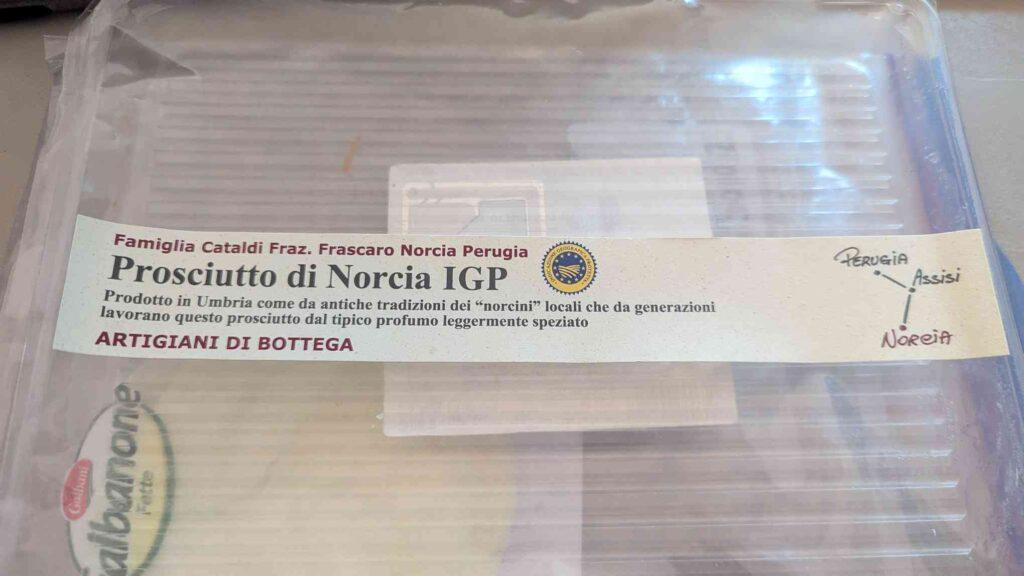 Famiglia Cataldi Fraz. Frascaro Norcia Perugia
Prosciutto di Norcia IGP
Prodotto in Umbria come da antiche tradizioni dei “norcini” locali che da generazioni
lavorano questo prosciutto dal tipico profumo leggermente speziato
ARTIGIANI DI BOTTEGA
PERUGIA
ASSISI
NORCIA
Galbani
Fette